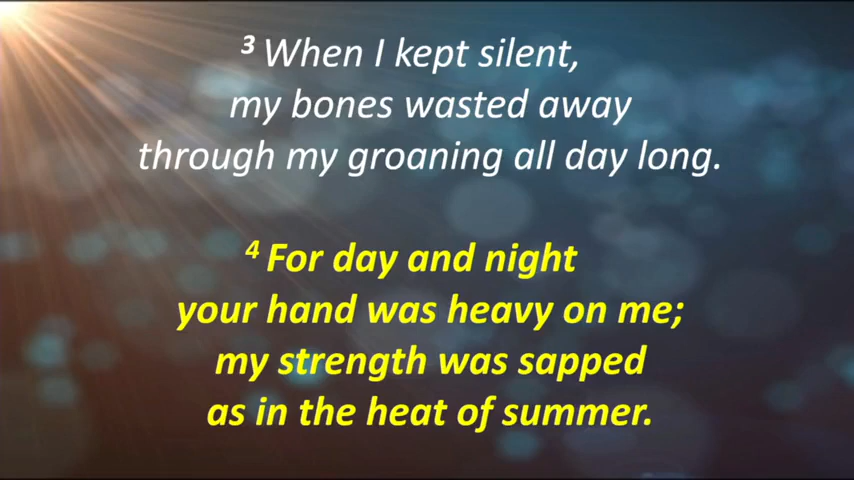 3 When I kept silent,
my bones wasted away
through my groaning all day long.
4 For day and night
your hand was heavy on me;
my strength was sapped
as in the heat of summer.